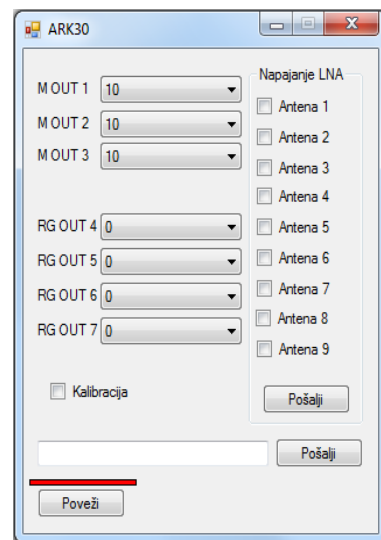 ARK30
M OUT 1 10
M OUT 2 10
M OUT 3 10
RG OUT 4 0
RG OUT 5 0
RG OUT 6 0
RG OUT 7 0
Kalibracija
Napajanje LNA
Antena 1
Antena 2
Antena 3
Antena 4
Antena 5
Antena 6
Antena 7
Antena 8
Antena 9
Pošalji
Pošalji
Poveži